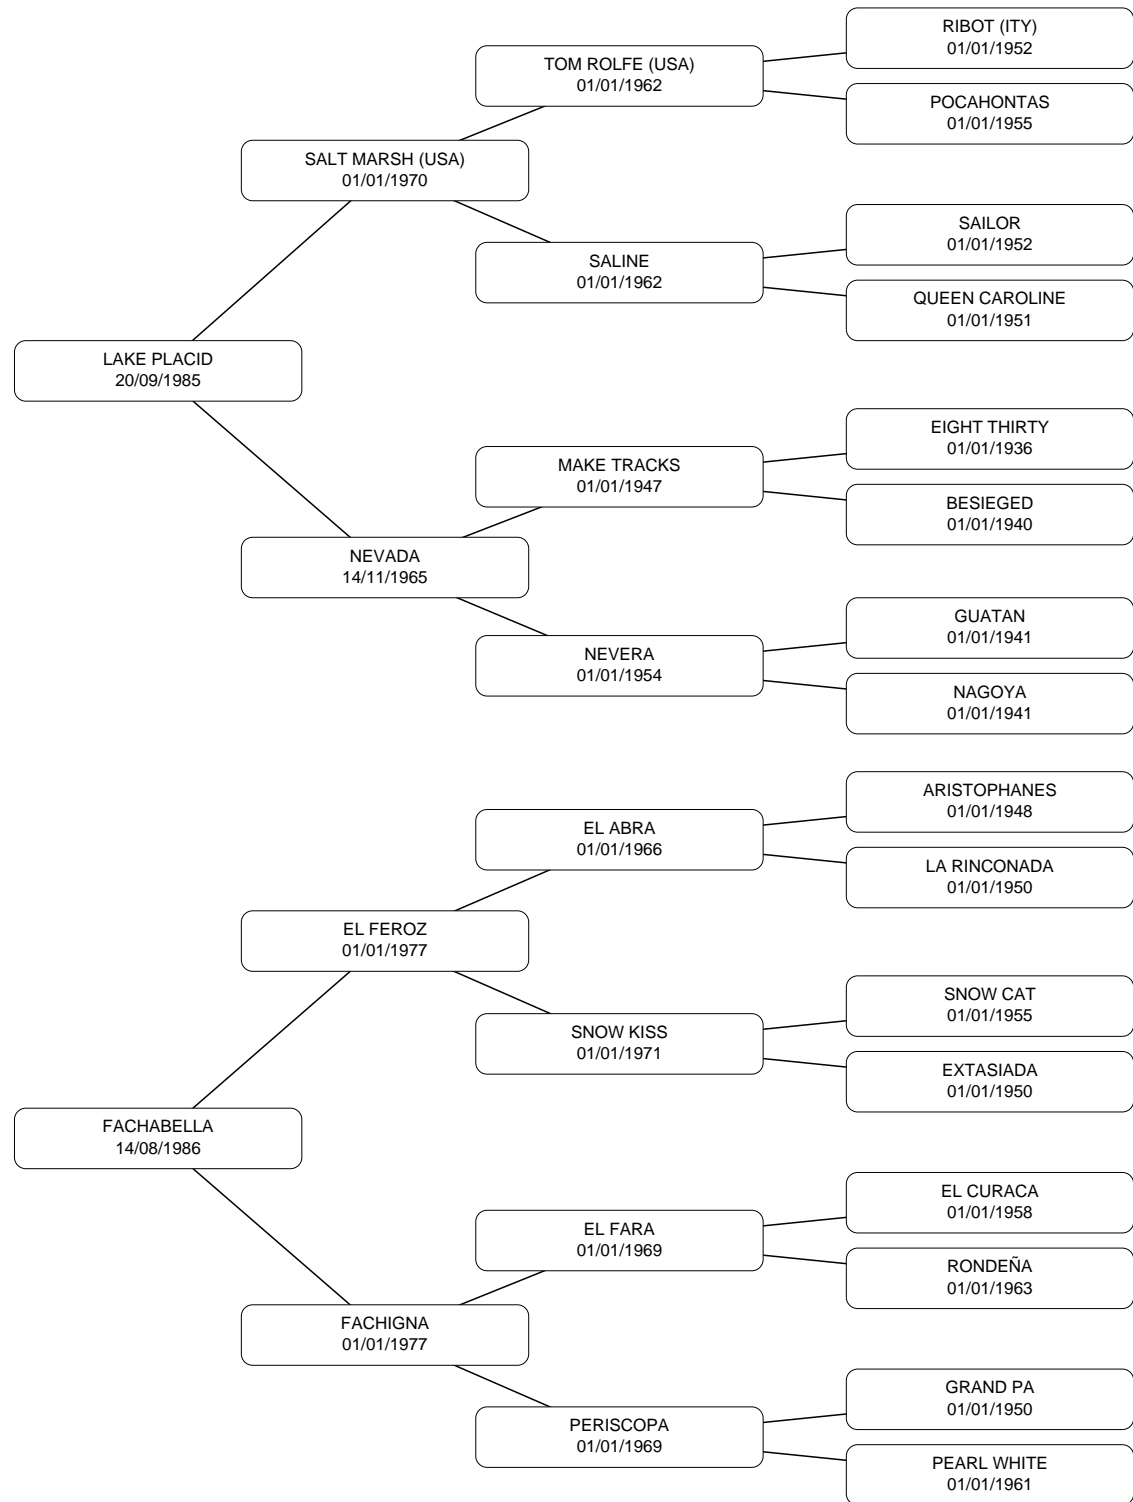 RIBOT (ITY)
01/01/1952
TOM ROLFE (USA)
01/01/1962
POCAHONTAS
01/01/1955
SALT MARSH (USA)
01/01/1970
SAILOR
01/01/1952
SALINE
01/01/1962
QUEEN CAROLINE
01/01/1951
LAKE PLACID
20/09/1985
EIGHT THIRTY
01/01/1936
MAKE TRACKS
01/01/1947
BESIEGED
01/01/1940
NEVADA
14/11/1965
GUATAN
01/01/1941
NEVERA
01/01/1954
NAGOYA
01/01/1941
ARISTOPHANES
01/01/1948
EL ABRA
01/01/1966
LA RINCONADA
01/01/1950
EL FEROZ
01/01/1977
SNOW CAT
01/01/1955
SNOW KISS
01/01/1971
EXTASIADA
01/01/1950
FACHABELLA
14/08/1986
EL CURACA
01/01/1958
EL FARA
01/01/1969
RONDEÑA
01/01/1963
FACHIGNA
01/01/1977
GRAND PA
01/01/1950
PERISCOPA
01/01/1969
PEARL WHITE
01/01/1961